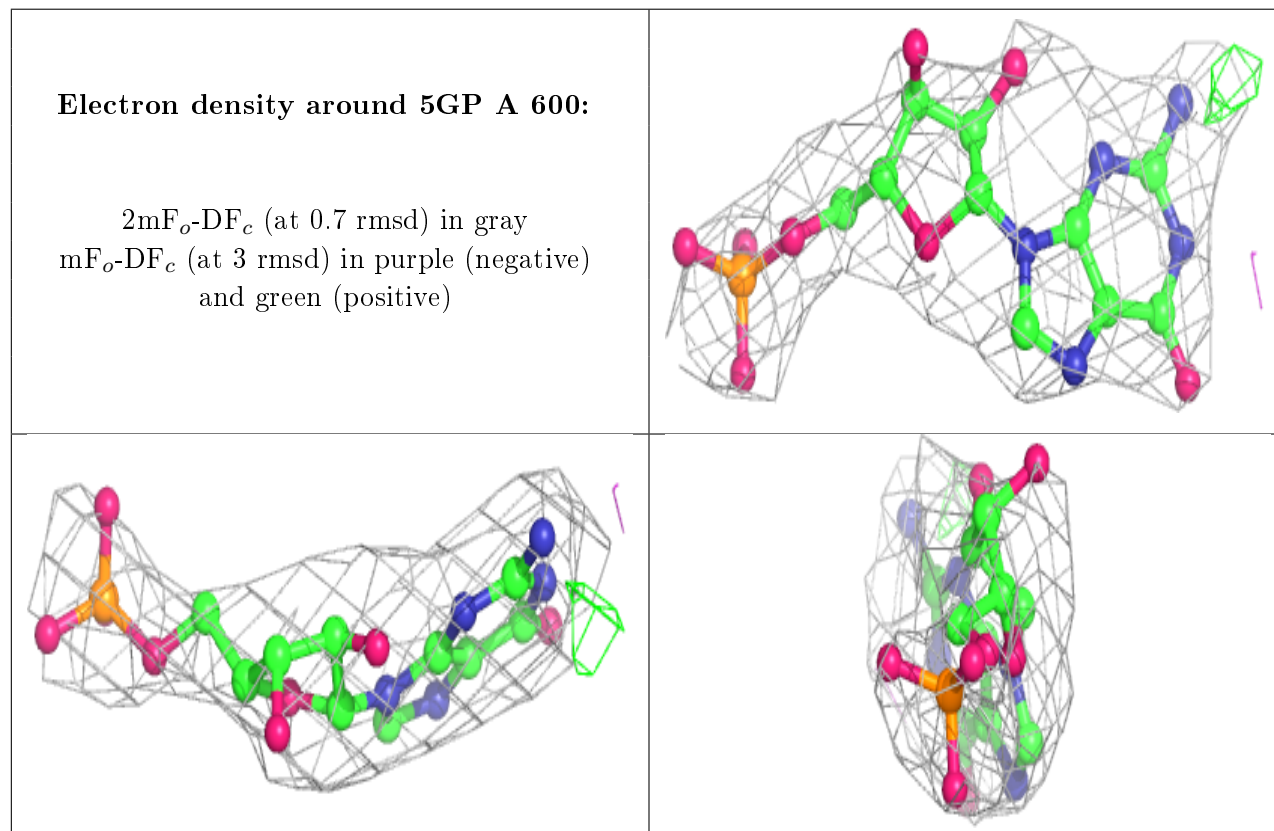 Electron density around 5GP A 600:
2mFₒ-DF𝑐 (at 0.7 rmsd) in gray
mFₒ-DF𝑐 (at 3 rmsd) in purple (negative)
and green (positive)